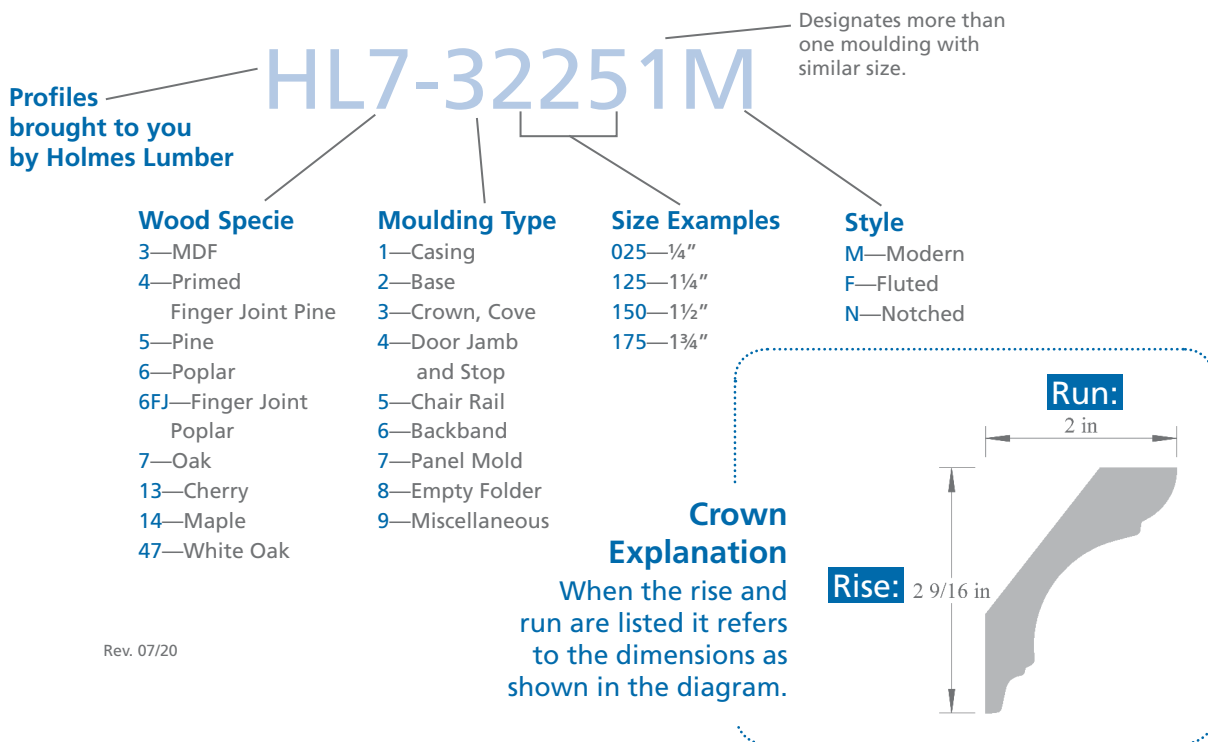 HL7-32251M
Designates more than
one moulding with
similar size.
Profiles
brought to you
by Holmes Lumber
Wood Specie
3—MDF
4—Primed
Finger Joint Pine
5—Pine
6—Poplar
6FJ—Finger Joint
Poplar
7—Oak
13—Cherry
14—Maple
47—White Oak
Moulding Type
1—Casing
2—Base
3—Crown, Cove
4—Door Jamb
and Stop
5—Chair Rail
6—Backband
7—Panel Mold
8—Empty Folder
9—Miscellaneous
Size Examples
025—¼”
125—1¼”
150—1½”
175—1¾”
Style
M—Modern
F—Fluted
N—Notched
Crown
Explanation
When the rise and
run are listed it refers
to the dimensions as
shown in the diagram.
Run:
2 in
Rise: 2 9/16 in
Rev. 07/20